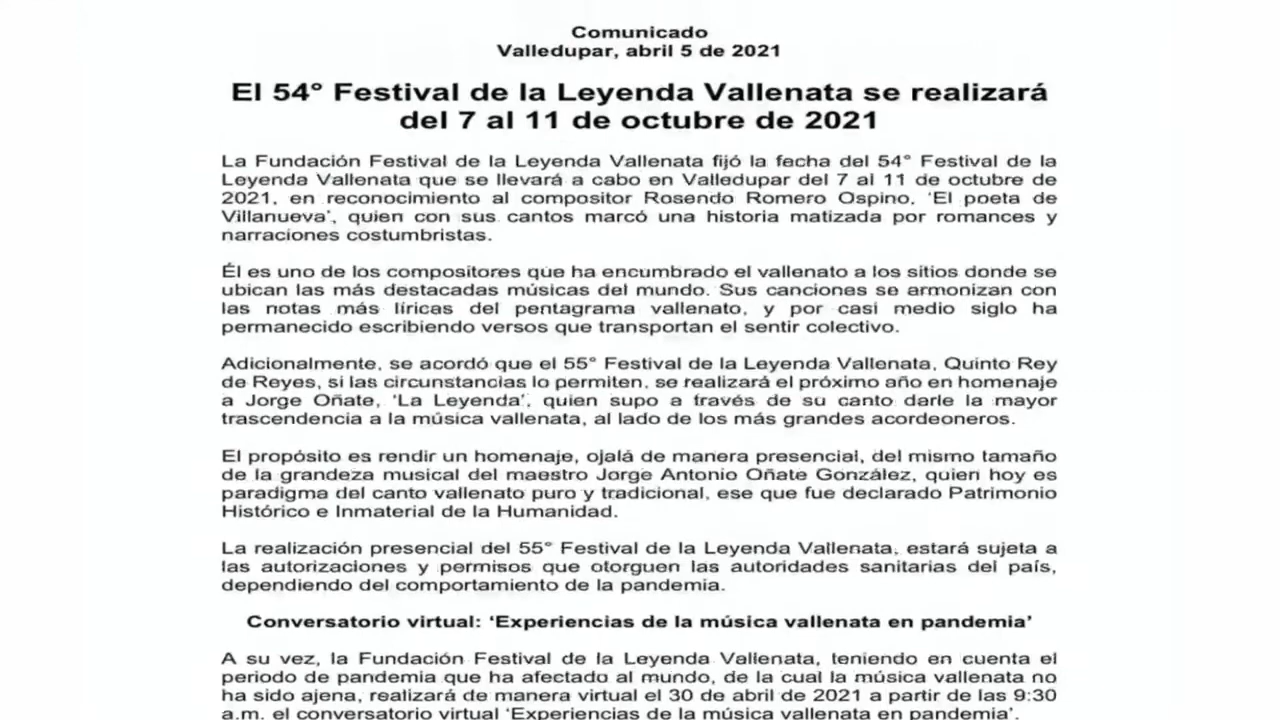 Comunicado
Valledupar, abril 5 de 2021
El 54° Festival de la Leyenda Vallenata se realizará
del 7 al 11 de octubre de 2021
La Fundación Festival de la Leyenda Vallenata fijó la fecha del 54° Festival de la
Leyenda Vallenata que se llevará a cabo en Valledupar del 7 al 11 de octubre de
2021, en reconocimiento al compositor Rosendo Romero Ospino, ‘El poeta de
Villanueva’, quien con sus cantos marcó una historia matizada por romances y
narraciones costumbristas.
Él es uno de los compositores que ha encumbrado el vallenato a los sitios donde se
ubican las más destacadas músicas del mundo. Sus canciones se armonizan con
las notas más líricas del pentagrama vallenato, y por casi medio siglo ha
permanecido escribiendo versos que transportan el sentir colectivo.
Adicionalmente, se acordó que el 55° Festival de la Leyenda Vallenata, Quinto Rey
de Reyes, si las circunstancias lo permiten, se realizará el próximo año en homenaje
a Jorge Oñate, ‘La Leyenda’, quien supo a través de su canto darle la mayor
trascendencia a la música vallenata, al lado de los más grandes acordeoneros.
El propósito es rendir un homenaje, ojalá de manera presencial, del mismo tamaño
de la grandeza musical del maestro Jorge Antonio Oñate González, quien hoy es
paradigma del canto vallenato puro y tradicional, ese que fue declarado Patrimonio
Histórico e Inmaterial de la Humanidad.
La realización presencial del 55° Festival de la Leyenda Vallenata, estará sujeta a
las autorizaciones y permisos que otorguen las autoridades sanitarias del país,
dependiendo del comportamiento de la pandemia.
Conversatorio virtual: ‘Experiencias de la música vallenata en pandemia’
A su vez, la Fundación Festival de la Leyenda Vallenata, teniendo en cuenta el
periodo de pandemia que ha afectado al mundo, de la cual la música vallenata no
ha sido ajena, realizará de manera virtual el 30 de abril de 2021 a partir de las 9:30
a.m. el conversatorio virtual ‘Experiencias de la música vallenata en pandemia’.